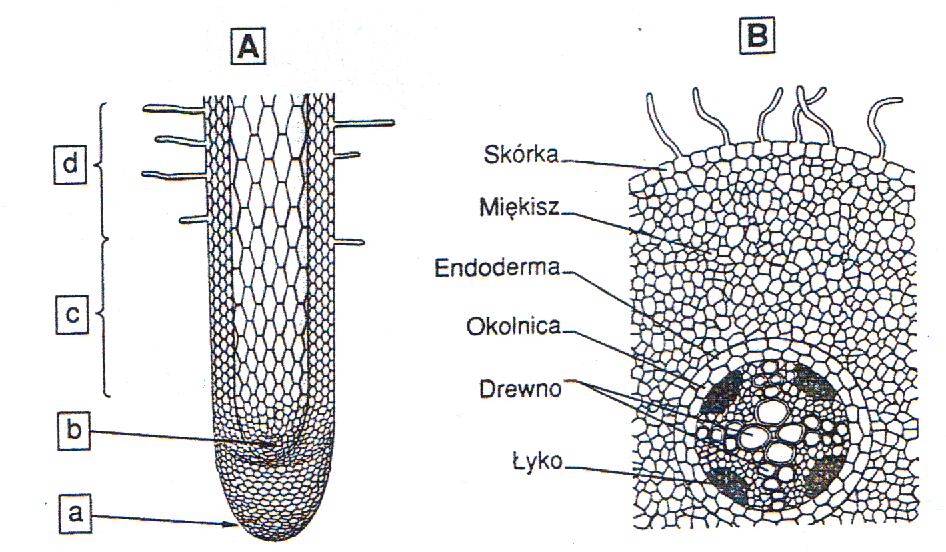 A
B
d
c
b
a
Skórka
Miękisz
Endoderma
Okolnica
Drewno
Łyko